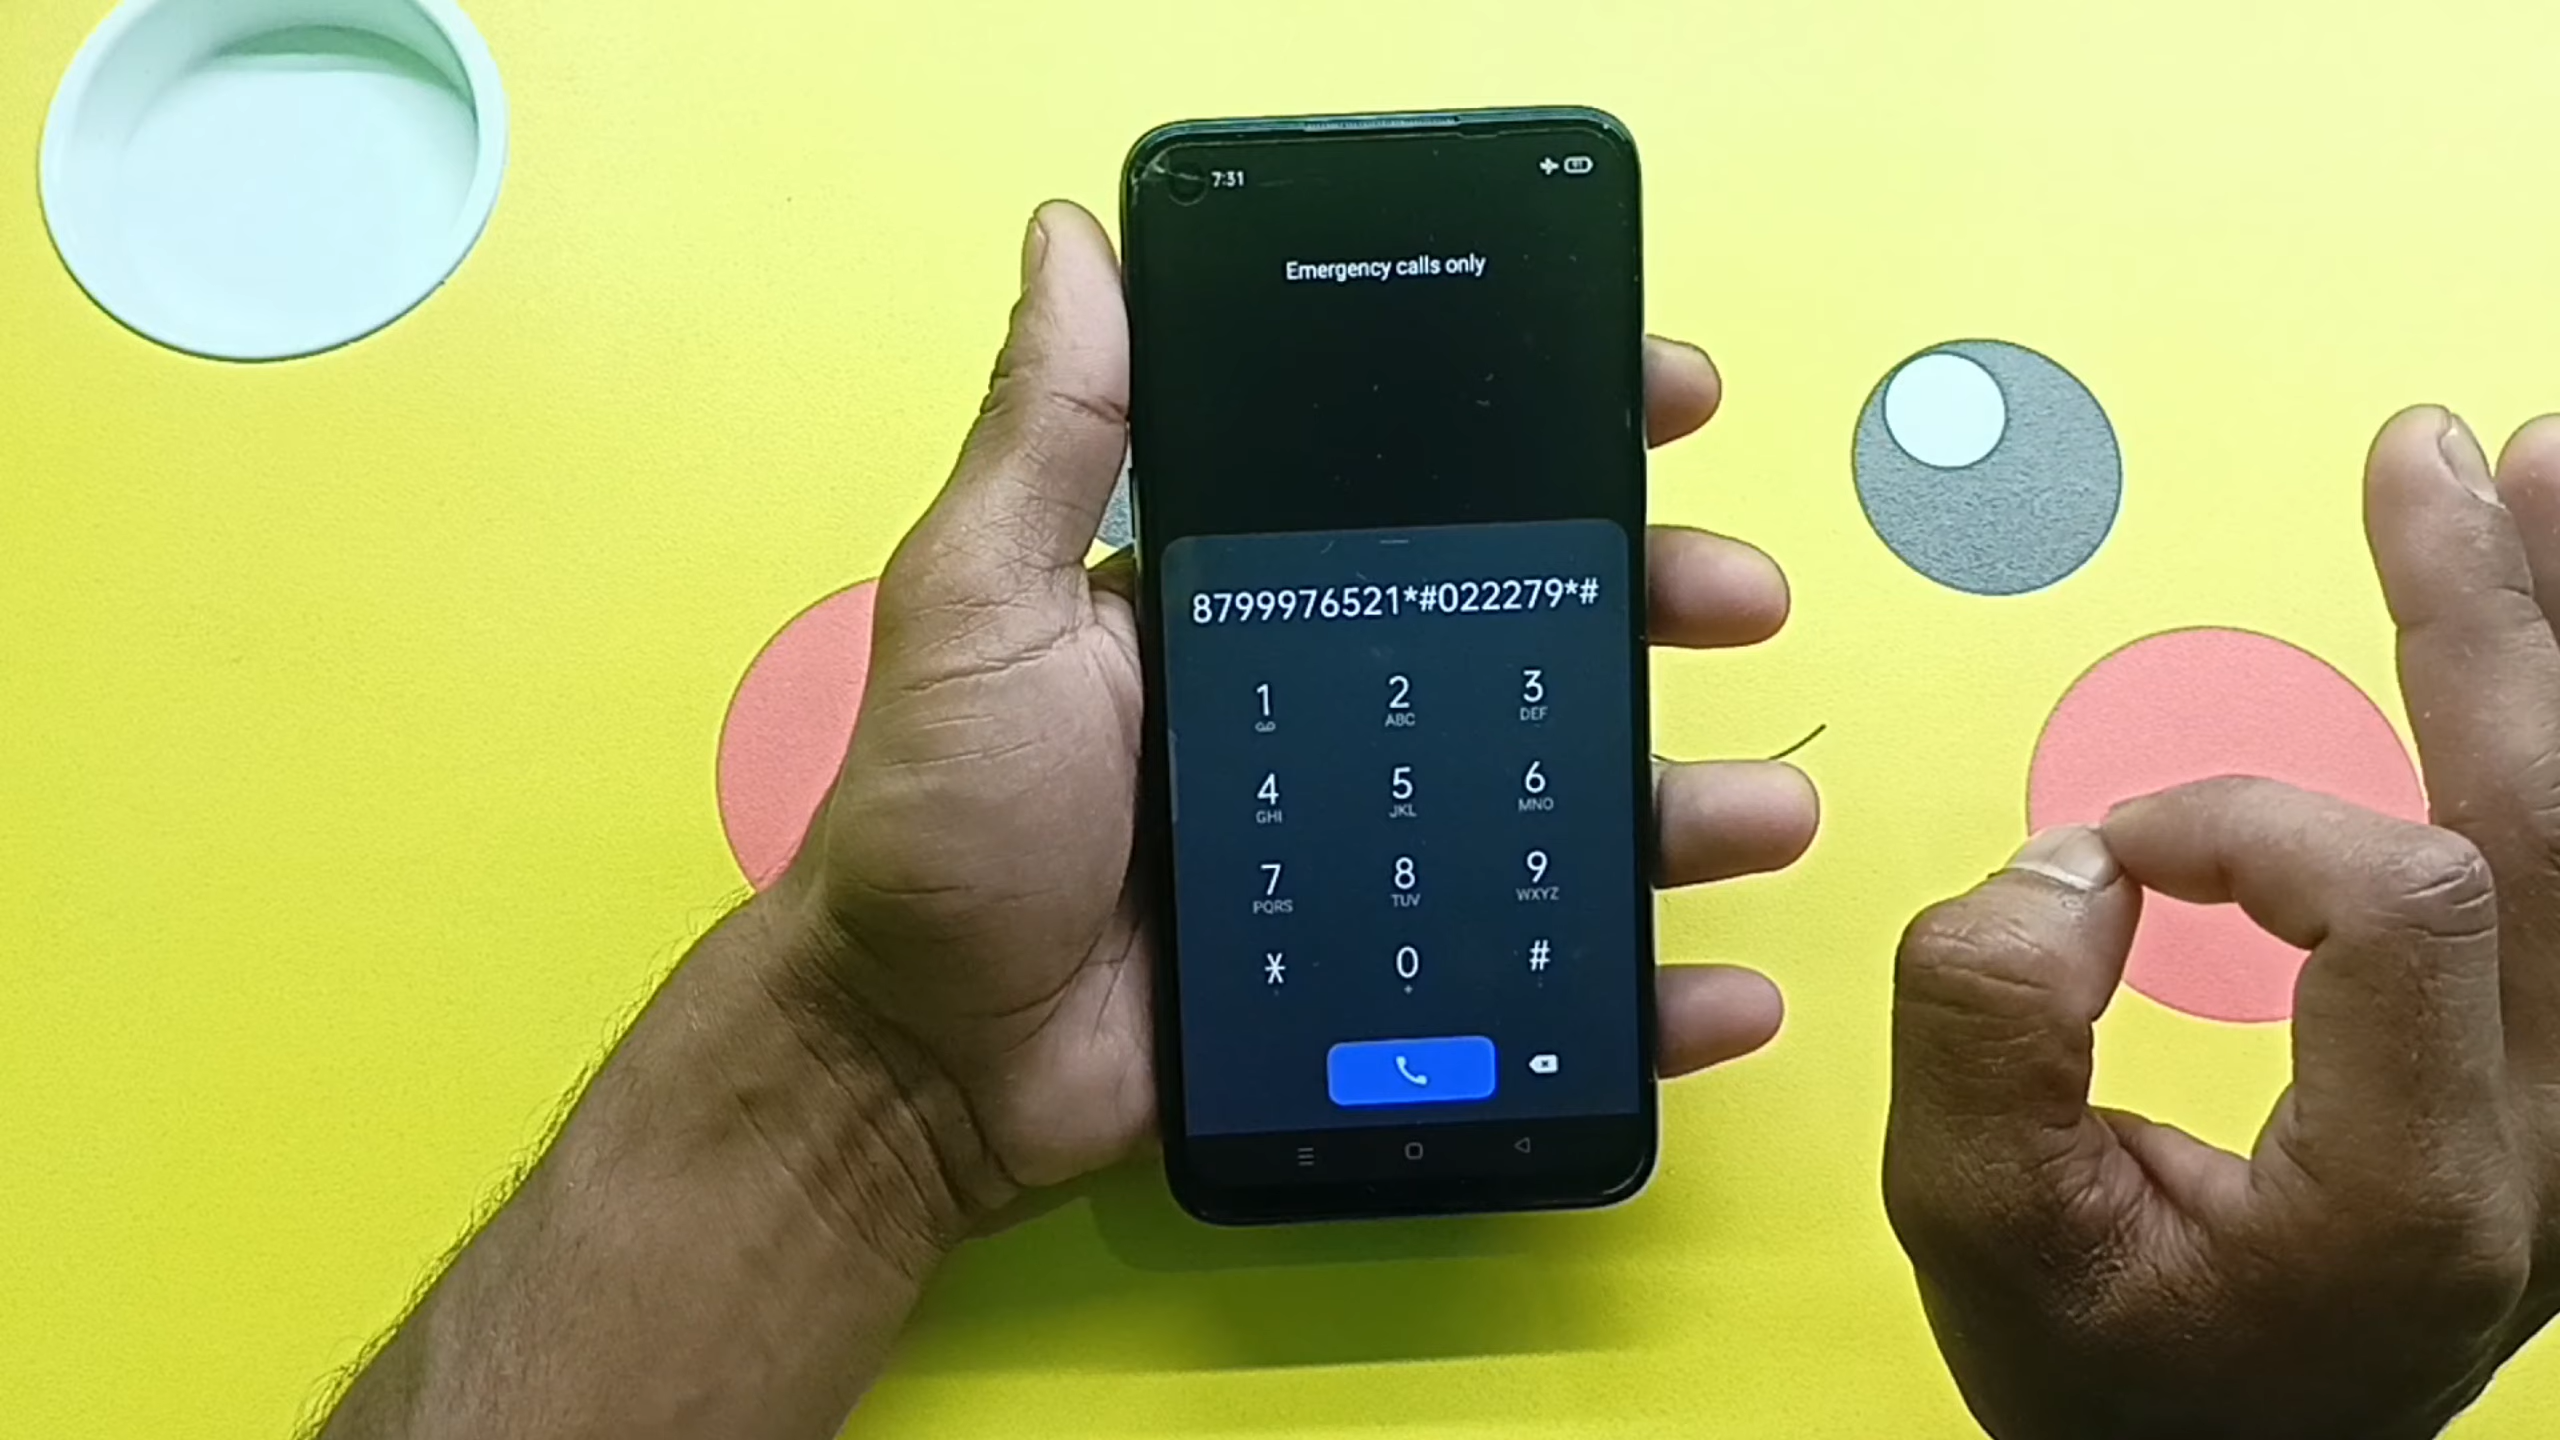 7:31
Emergency calls only
8799976521*#022279*#
1 2 ABC 3 DEF
4 GHI 5 JKL 6 MNO
7 PQRS 8 TUV 9 WXYZ
* 0 + #